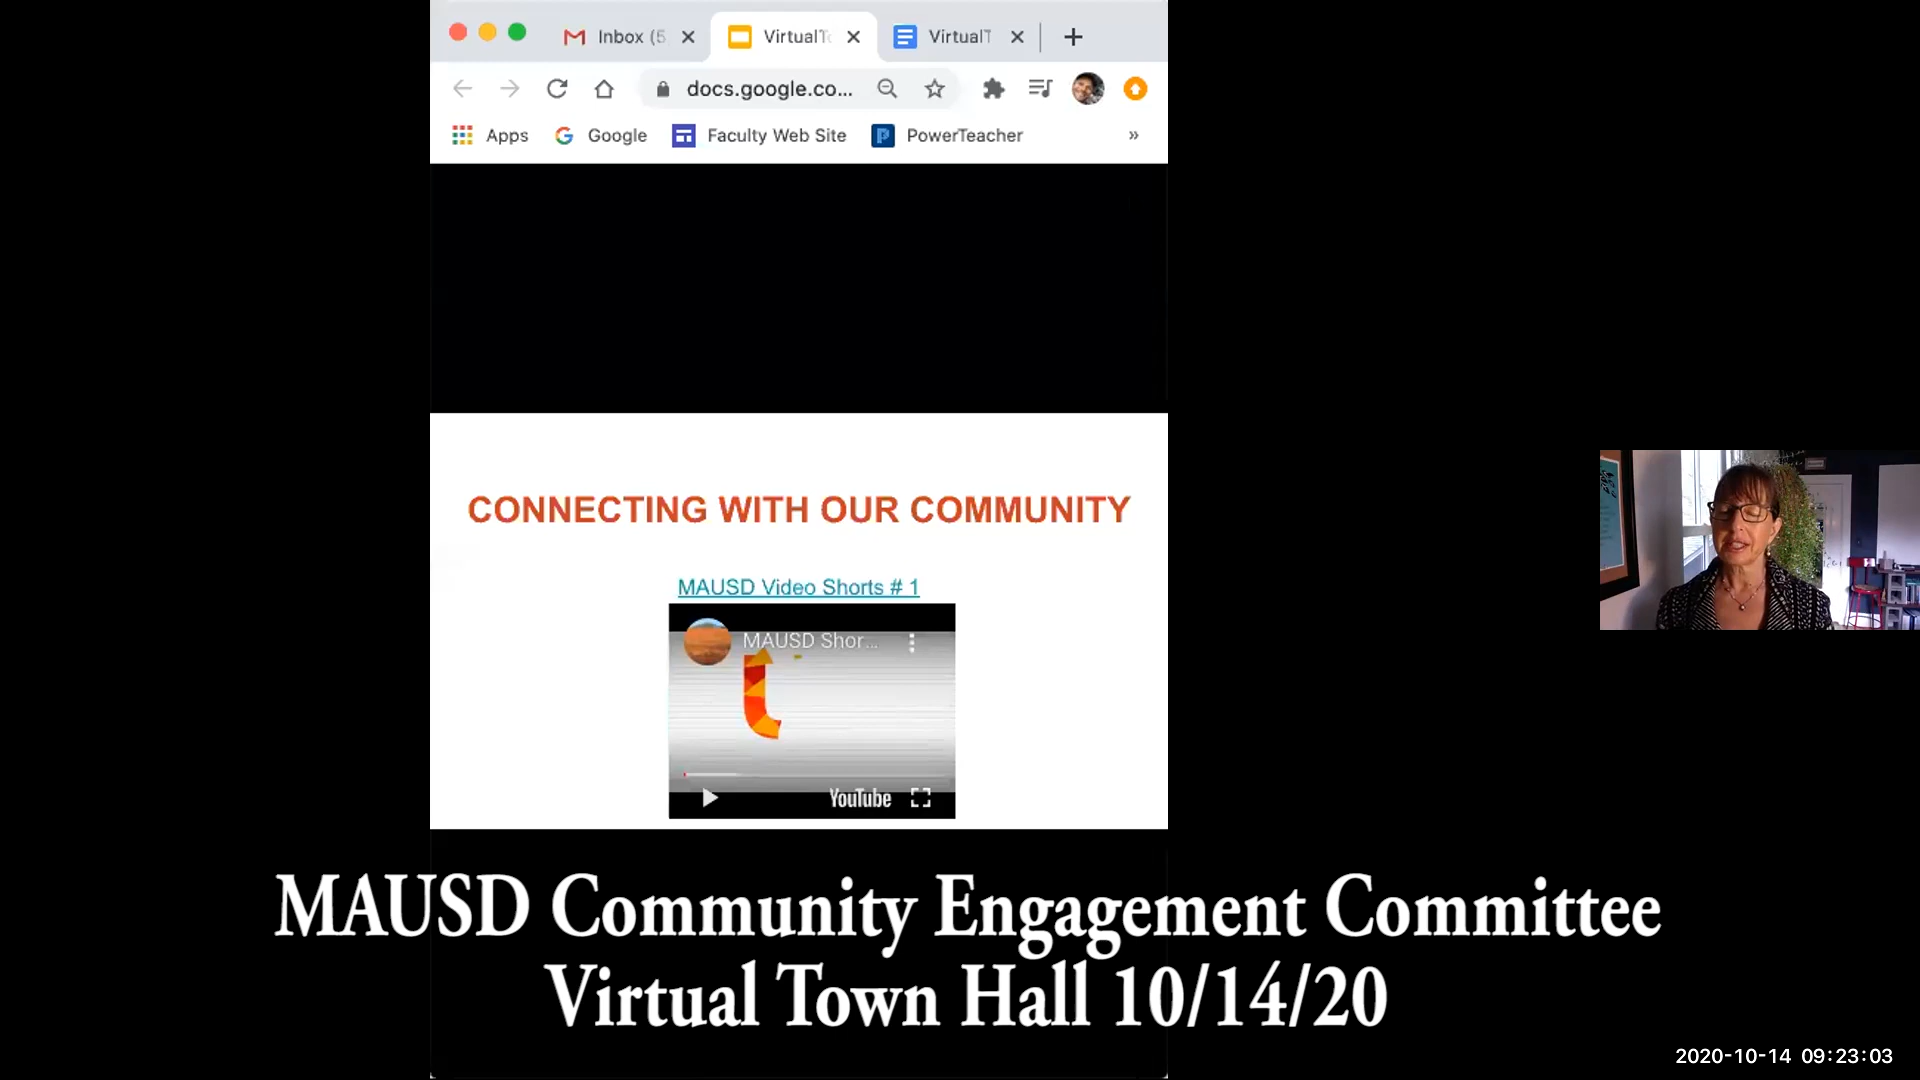 Inbox (5
VirtualTo
VirtualT
docs.google.co...
Apps
Google
Faculty Web Site
PowerTeacher
»
CONNECTING WITH OUR COMMUNITY
MAUSD Video Shorts # 1
MAUSD Shor...
YouTube
MAUSD Community Engagement Committee
Virtual Town Hall 10/14/20
2020-10-14 09:23:03